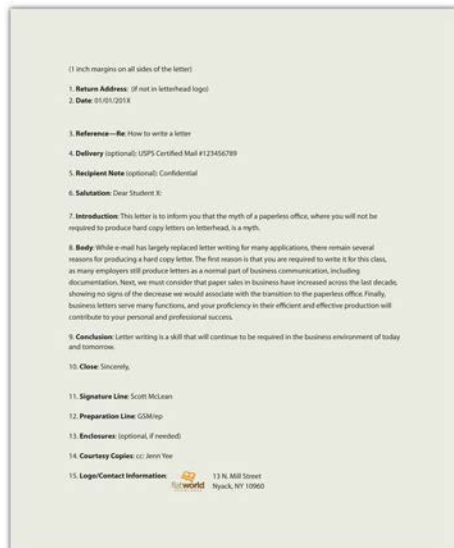 (1 inch margins on all sides of the letter)
1. Return Address: (if not in letterhead logo)
2. Date: 01/01/201X
3. Reference—Re: How to write a letter
4. Delivery (optional): USPS Certified Mail #123456789
5. Recipient Note (optional): Confidential
6. Salutation: Dear Student X:
7. Introduction: This letter is to inform you that the myth of a paperless office, where you will not be
required to produce hard copy letters on letterhead, is a myth.
8. Body: While e-mail has largely replaced letter writing for many applications, there remain several
reasons for producing a hard copy letter. The first reason is that you are required to write it for this class,
as many employers still produce letters as a normal part of business communication, including
documentation. Next, we must consider that paper sales in business have increased across the last decade,
showing no signs of the decrease we would associate with the transition to the paperless office. Finally,
business letters serve many functions, and your proficiency in their efficient and effective production will
contribute to your personal and professional success.
9. Conclusion: Letter writing is a skill that will continue to be required in the business environment of today
and tomorrow.
10. Close: Sincerely,
11. Signature Line: Scott McLean
12. Preparation Line: GSM/ep
13. Enclosures: (optional, if needed)
14. Courtesy Copies: cc: Jenn Yee
15. Logo/Contact Information: 13 N. Mill Street
flatworld Nyack, NY 10960